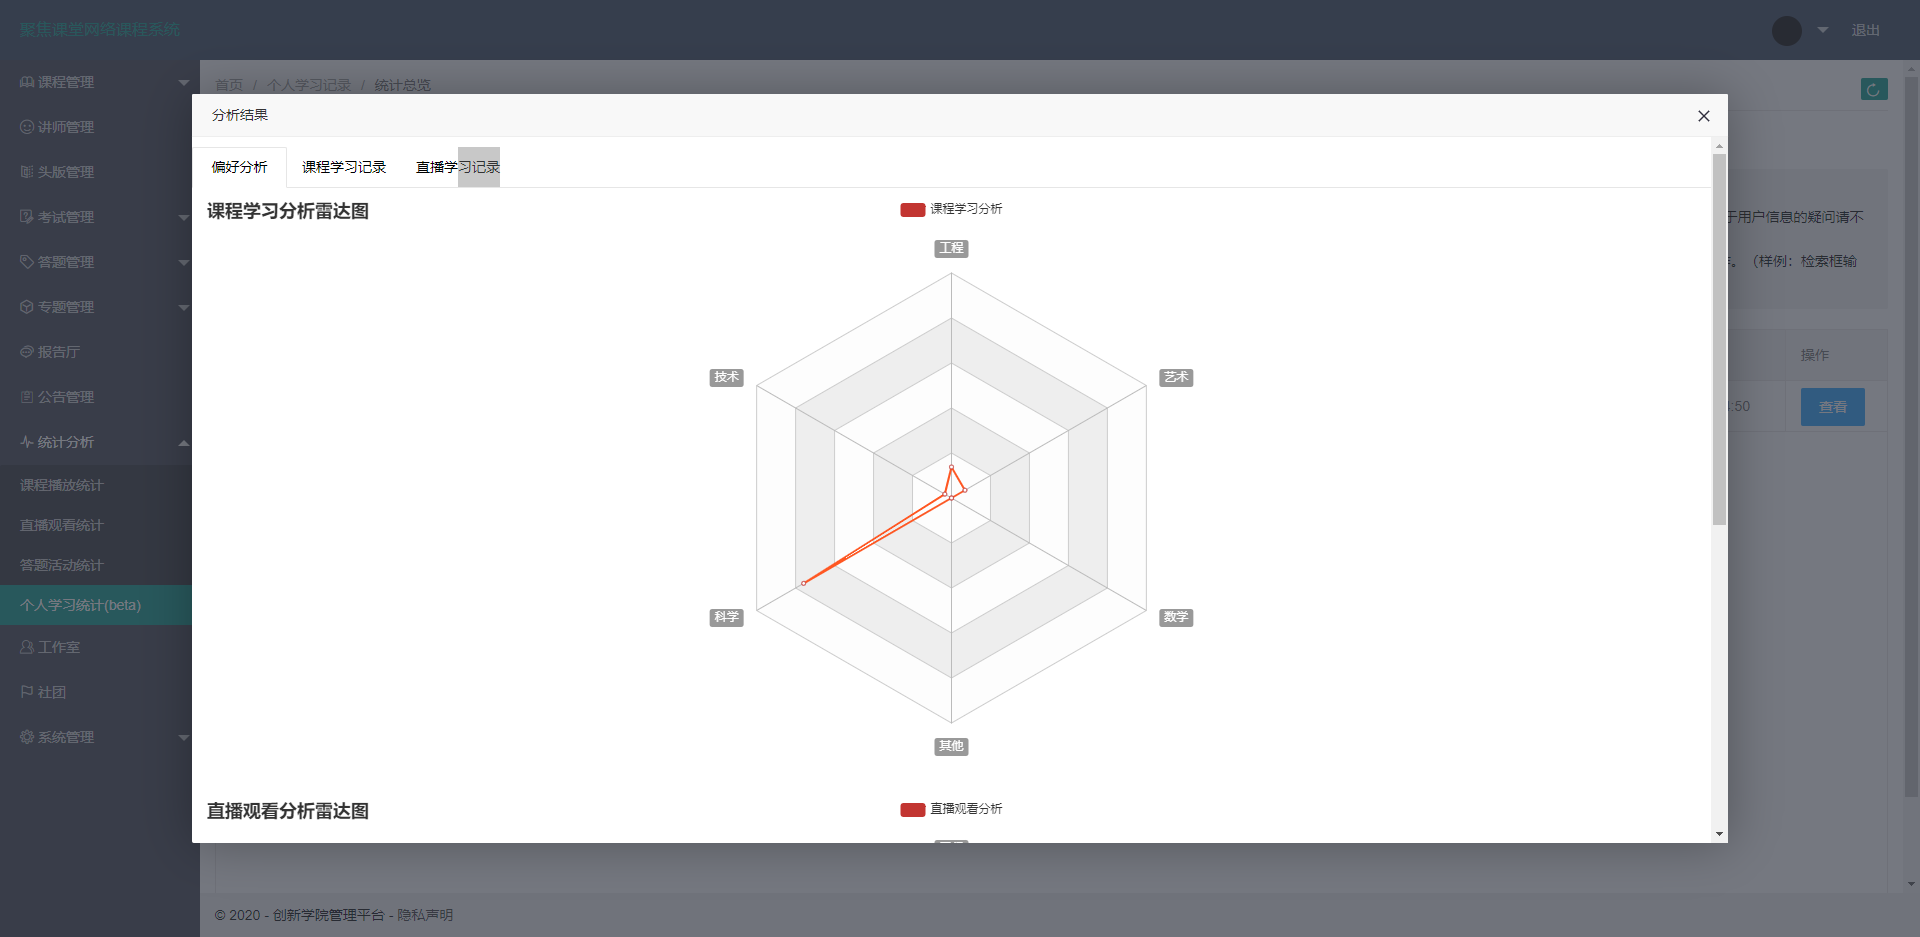 聚焦课堂网络课程系统
退出
课程管理
讲师管理
头版管理
考试管理
答题管理
专题管理
报告厅
公告管理
统计分析
课程播放统计
直播观看统计
答题活动统计
个人学习统计(beta)
工作室
社团
系统管理
首页 / 个人学习记录 / 统计总览
分析结果
偏好分析 课程学习记录 直播学习记录
课程学习分析雷达图
课程学习分析
工程
技术
艺术
科学
数学
其他
直播观看分析雷达图
直播观看分析
于用户信息的疑问请不
。（样例：检索框输
操作
:50
查看
© 2020 - 创新学院管理平台 - 隐私声明